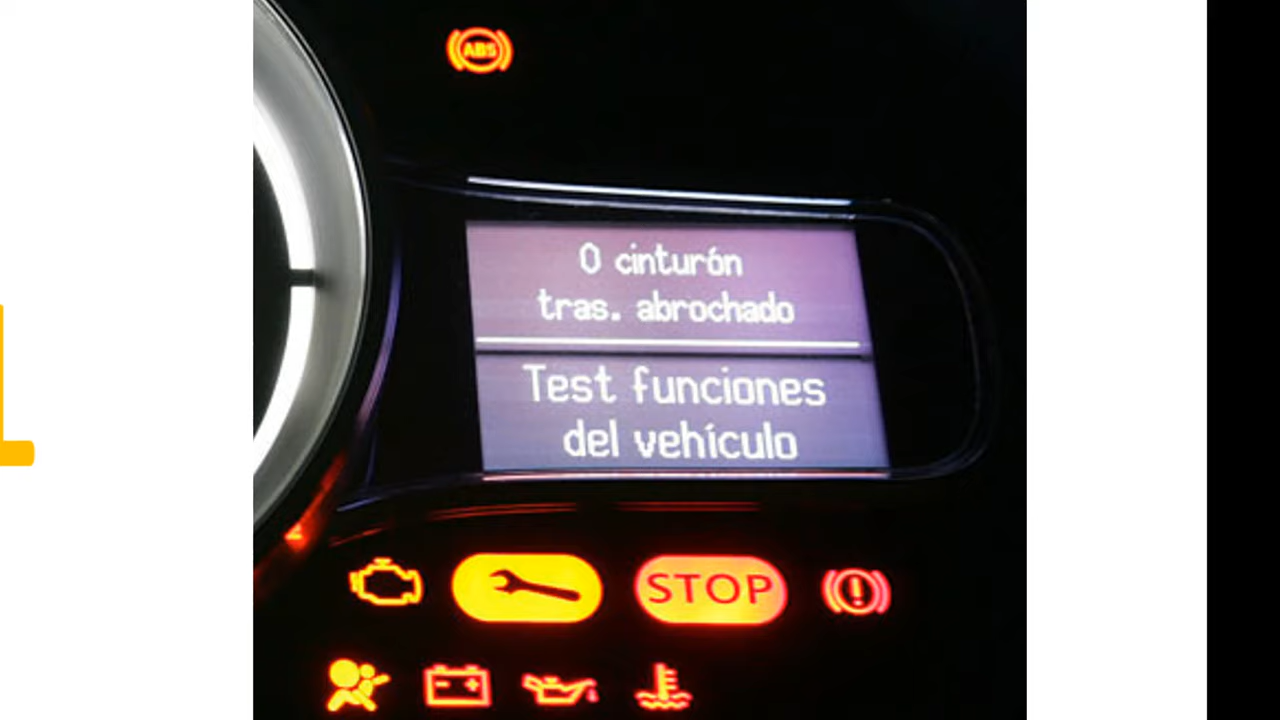 ABS
0 cinturón
tras. abrochado
Test funciones
del vehículo
STOP